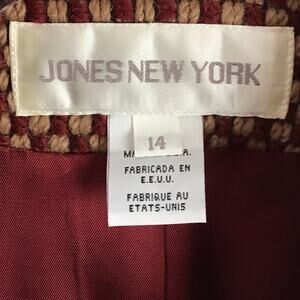 JONES NEW YORK
14
FABRICADA EN
E.E.U.U.
FABRIQUE AU
ETATS-UNIS